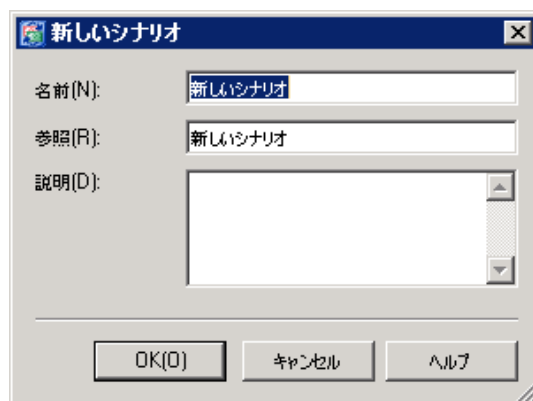 新しいシナリオ
名前(N): 新しいシナリオ
参照(R): 新しいシナリオ
説明(D):
OK(O) キャンセル ヘルプ